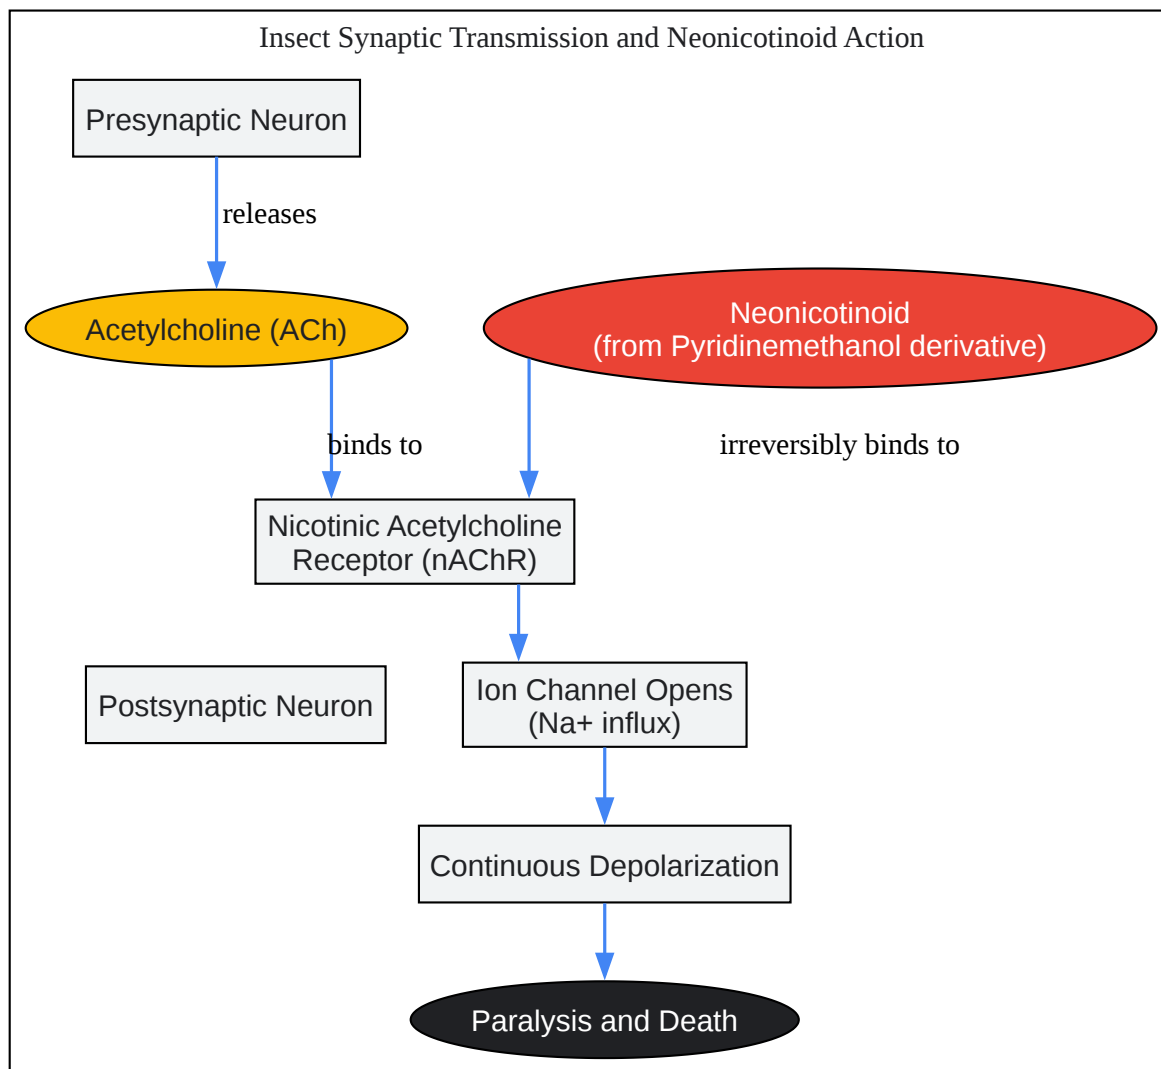 Insect Synaptic Transmission and Neonicotinoid Action
Presynaptic Neuron
releases
Acetylcholine (ACh)
Neonicotinoid
(from Pyridinemethanol derivative)
binds to
irreversibly binds to
Nicotinic Acetylcholine
Receptor (nAChR)
Postsynaptic Neuron
Ion Channel Opens
(Na+ influx)
Continuous Depolarization
Paralysis and Death